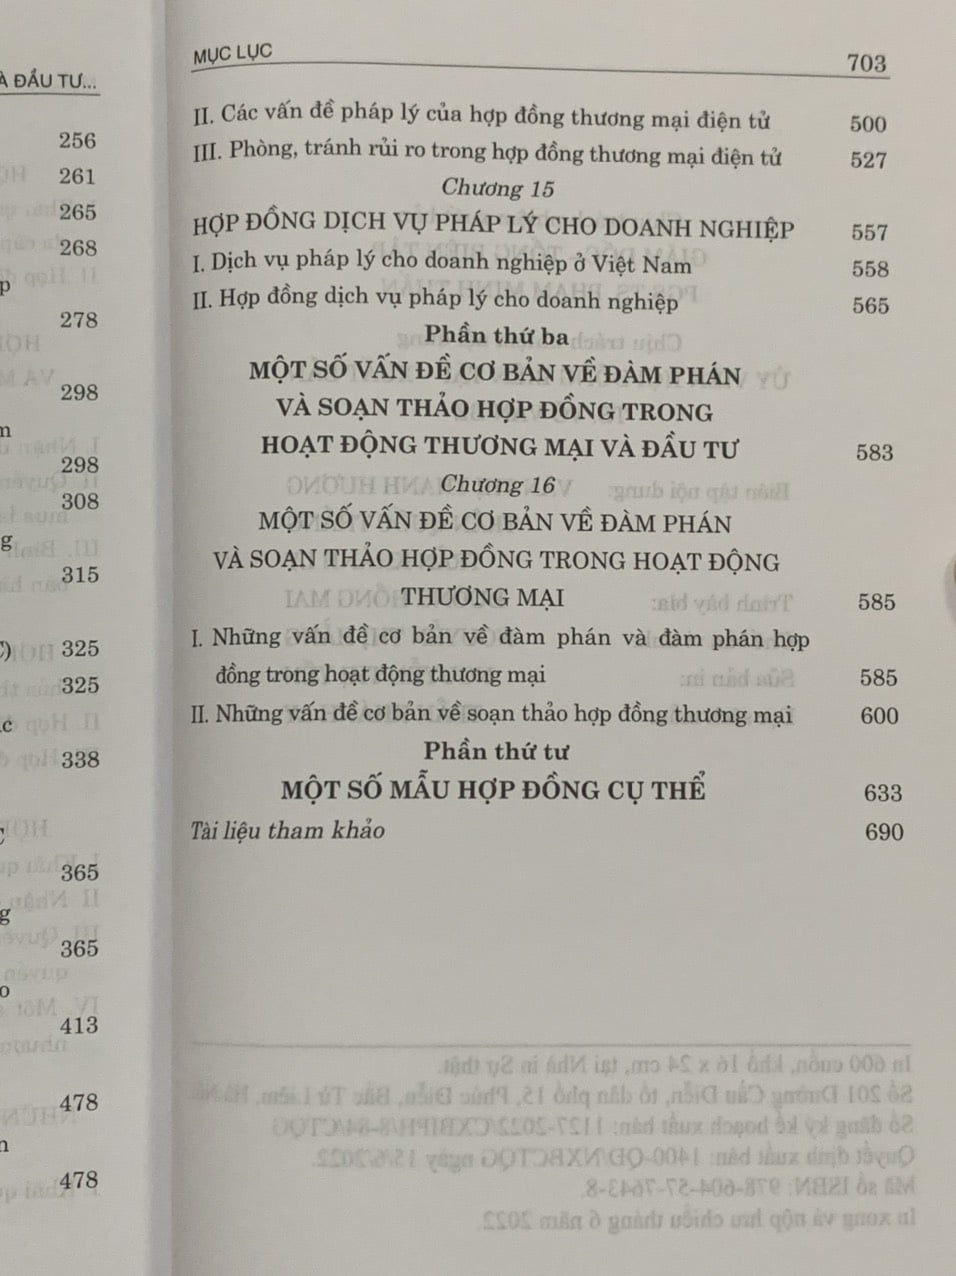 À ĐẦU TƯ...
256
261
265
268
p
278
298
n
298
308
g
315
325
325
338
365
g
365
o
413
478
n
478
MỤC LỤC 703
II. Các vấn đề pháp lý của hợp đồng thương mại điện tử 500
III. Phòng, tránh rủi ro trong hợp đồng thương mại điện tử 527
Chương 15
HỢP ĐỒNG DỊCH VỤ PHÁP LÝ CHO DOANH NGHIỆP 557
I. Dịch vụ pháp lý cho doanh nghiệp ở Việt Nam 558
II. Hợp đồng dịch vụ pháp lý cho doanh nghiệp 565
Phần thứ ba
MỘT SỐ VẤN ĐỀ CƠ BẢN VỀ ĐÀM PHÁN
VÀ SOẠN THẢO HỢP ĐỒNG TRONG
HOẠT ĐỘNG THƯƠNG MẠI VÀ ĐẦU TƯ 583
Chương 16
MỘT SỐ VẤN ĐỀ CƠ BẢN VỀ ĐÀM PHÁN
VÀ SOẠN THẢO HỢP ĐỒNG TRONG HOẠT ĐỘNG
THƯƠNG MẠI 585
I. Những vấn đề cơ bản về đàm phán và đàm phán hợp
đồng trong hoạt động thương mại 585
II. Những vấn đề cơ bản về soạn thảo hợp đồng thương mại 600
Phần thứ tư
MỘT SỐ MẪU HỢP ĐỒNG CỤ THỂ 633
Tài liệu tham khảo 690